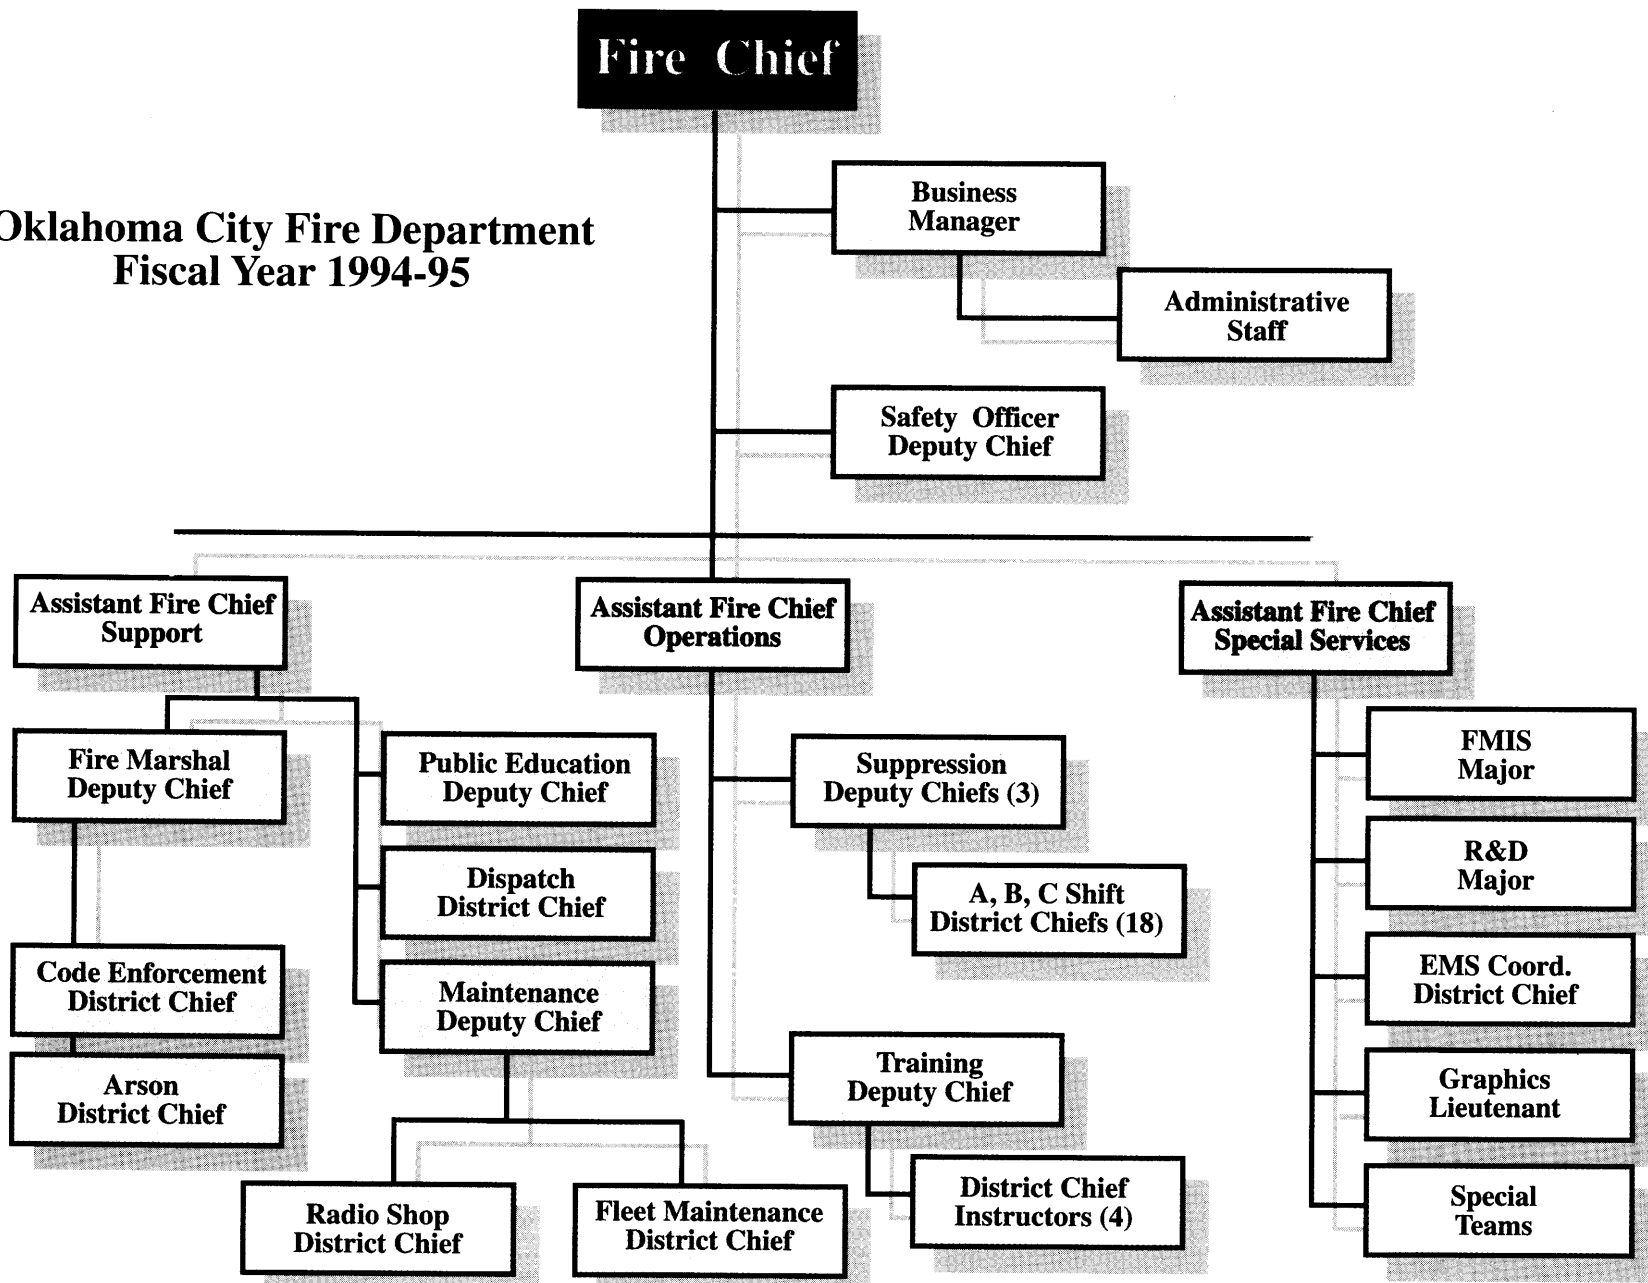 Fire Chief
Oklahoma City Fire Department
Fiscal Year 1994-95
Business
Manager
Administrative
Staff
Safety Officer
Deputy Chief
Assistant Fire Chief
Support
Assistant Fire Chief
Operations
Assistant Fire Chief
Special Services
Fire Marshal
Deputy Chief
Code Enforcement
District Chief
Arson
District Chief
Public Education
Deputy Chief
Dispatch
District Chief
Maintenance
Deputy Chief
Radio Shop
District Chief
Fleet Maintenance
District Chief
Suppression
Deputy Chiefs (3)
A, B, C Shift
District Chiefs (18)
Training
Deputy Chief
District Chief
Instructors (4)
FMIS
Major
R&D
Major
EMS Coord.
District Chief
Graphics
Lieutenant
Special
Teams